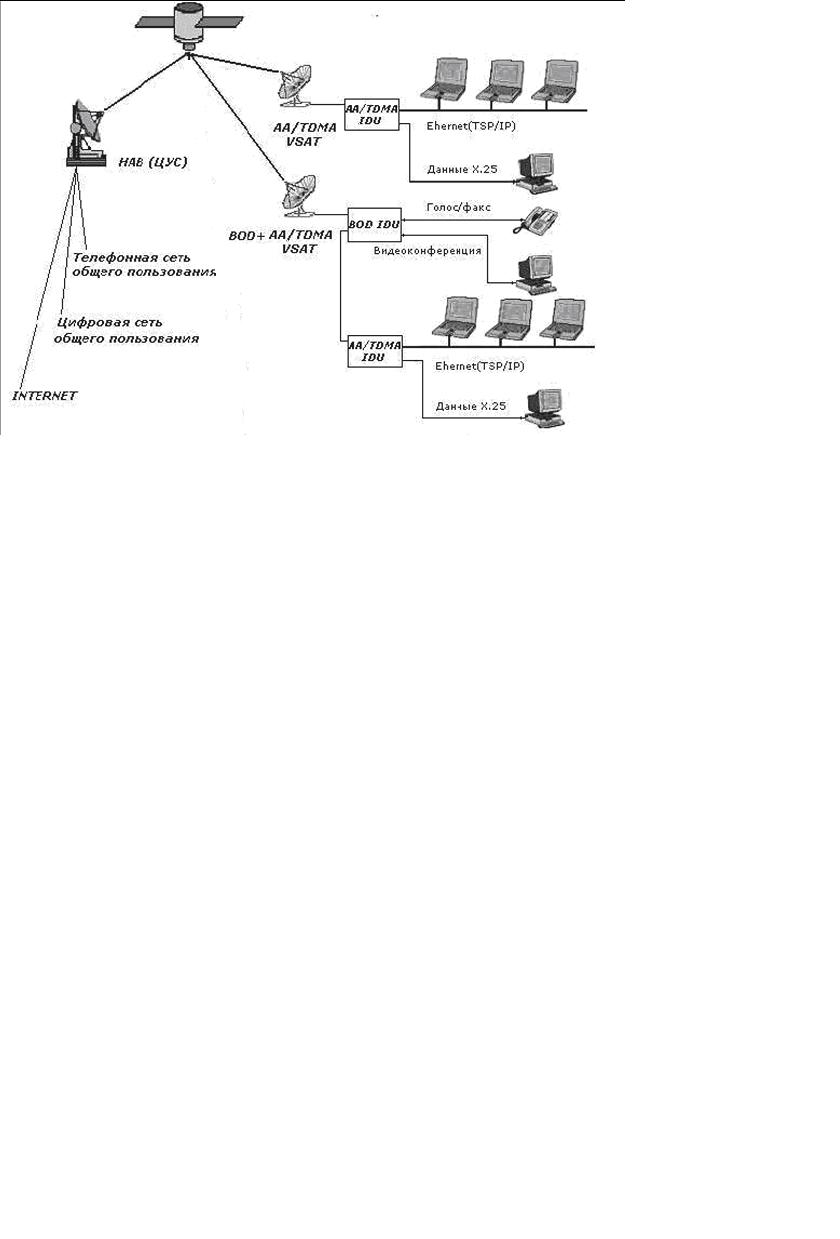 AA/TDMA
IDU
Ehernet(TSP/IP)
AA/TDMA
VSAT
НАВ (ЦУС)
Данные X.25
Голос/факс
BOD IDU
BOD+ AA/TDMA
VSAT
Видеоконференция
Телефонная сеть
общего пользования
Цифровая сеть
общего пользования
AA/TDMA
IDU
Ehernet(TSP/IP)
INTERNET
Данные X.25